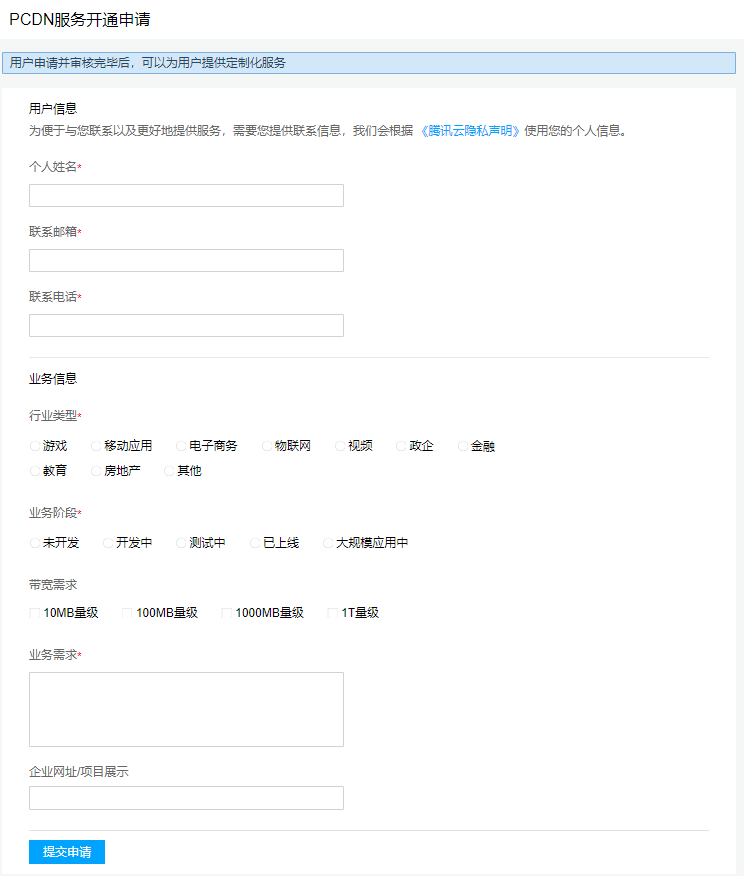 PCDN服务开通申请
用户申请并审核完毕后，可以为用户提供定制化服务
用户信息
为便于与您联系以及更好地提供服务，需要您提供联系信息，我们会根据 《腾讯云隐私声明》使用您的个人信息。
个人姓名*
联系邮箱*
联系电话*
业务信息
行业类型*
游戏 移动应用 电子商务 物联网 视频 政企 金融
教育 房地产 其他
业务阶段*
未开发 开发中 测试中 已上线 大规模应用中
带宽需求
10MB量级 100MB量级 1000MB量级 1T量级
业务需求*
企业网址/项目展示
提交申请